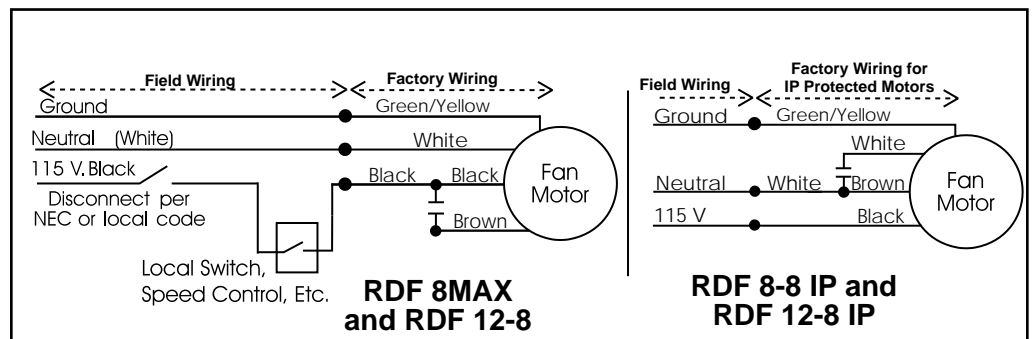 Field Wiring
Factory Wiring
Ground
Green/Yellow
Neutral (White)
White
115 V. Black
Black
Black
Disconnect per
NEC or local code
Brown
Fan
Motor
Local Switch,
Speed Control, Etc.
RDF 8MAX
and RDF 12-8
Field Wiring
Factory Wiring for
IP Protected Motors
Ground
Green/Yellow
White
Neutral
White
Brown
115 V
Black
Fan
Motor
RDF 8-8 IP and
RDF 12-8 IP